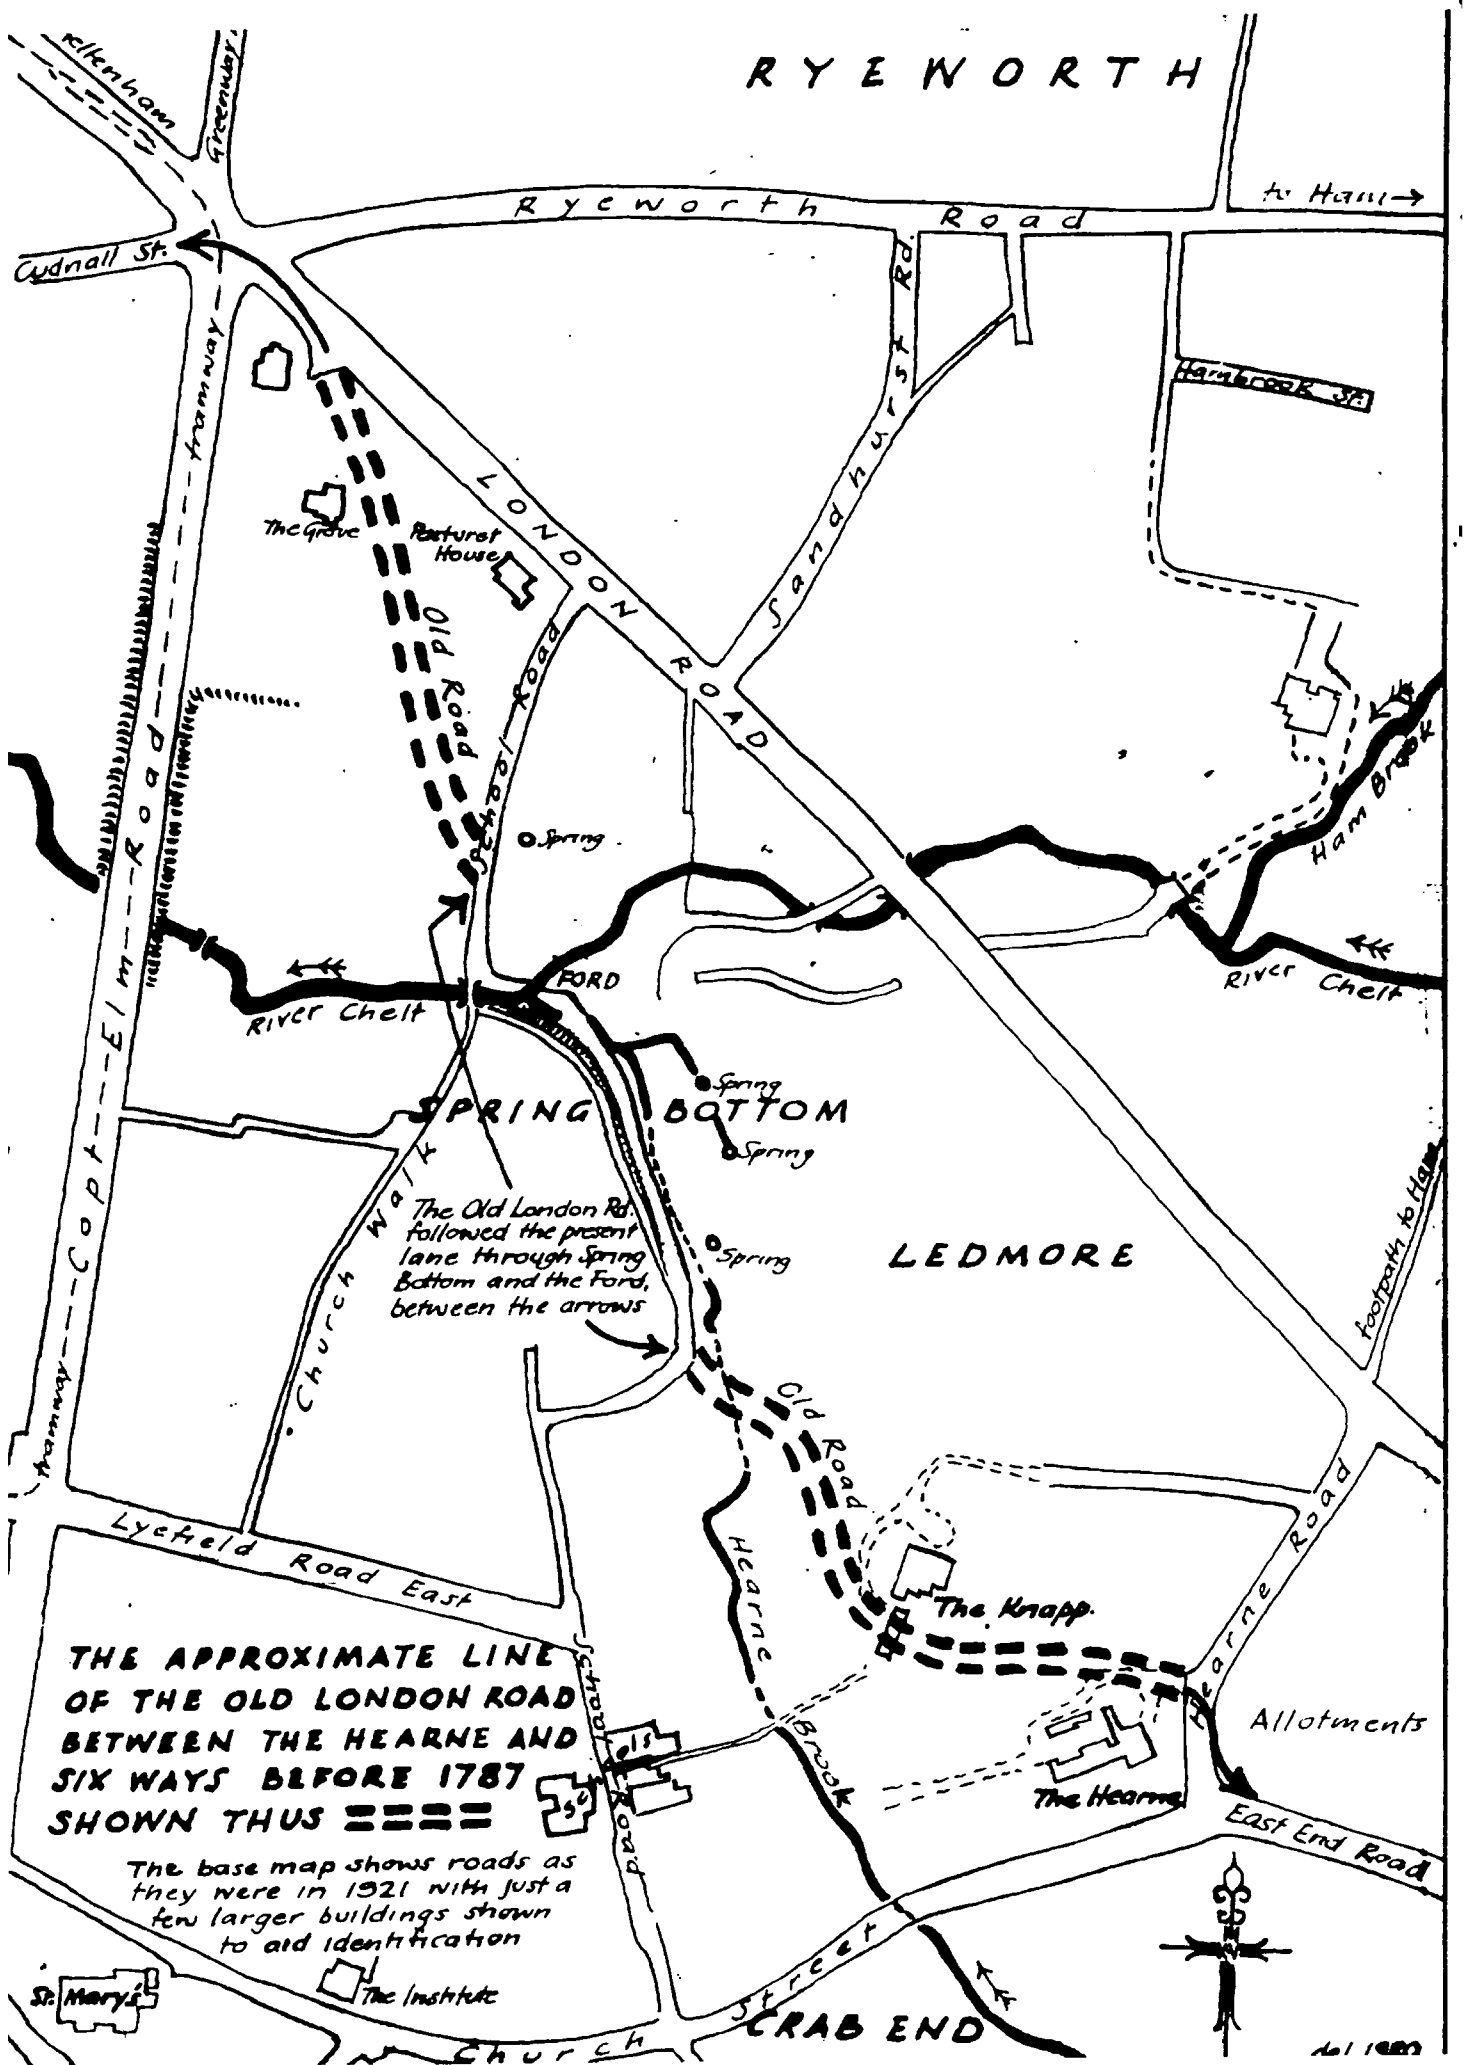 RYEWORTH
Greenway
to Ham→
Ryeworth Road
Cudnall St.
Sandhurst Rd.
tramway
Hambrook St.
LONDON ROAD
The Grove
House
Old Road
School Road
Spring
Ham Brook
FORD
River Chelt
River Chelt
Copt Elm Road
Spring
SPRING BOTTOM
Spring
Church Walk
The Old London Rd.
followed the present
lane through Spring
Bottom and the Ford,
between the arrows
Spring
LEDMORE
footpath to Ham
tramway
Old Road
Hearne Road
Lyefield Road East
Hearne Brook
The Knapp.
THE APPROXIMATE LINE
OF THE OLD LONDON ROAD
BETWEEN THE HEARNE AND
SIX WAYS BEFORE 1787
SHOWN THUS
School Road
Schools
Allotments
The Hearne
East End Road
The base map shows roads as
they were in 1921 with just a
few larger buildings shown
to aid identification
St. Mary's
The Institute
Church Street
CRAB END
N